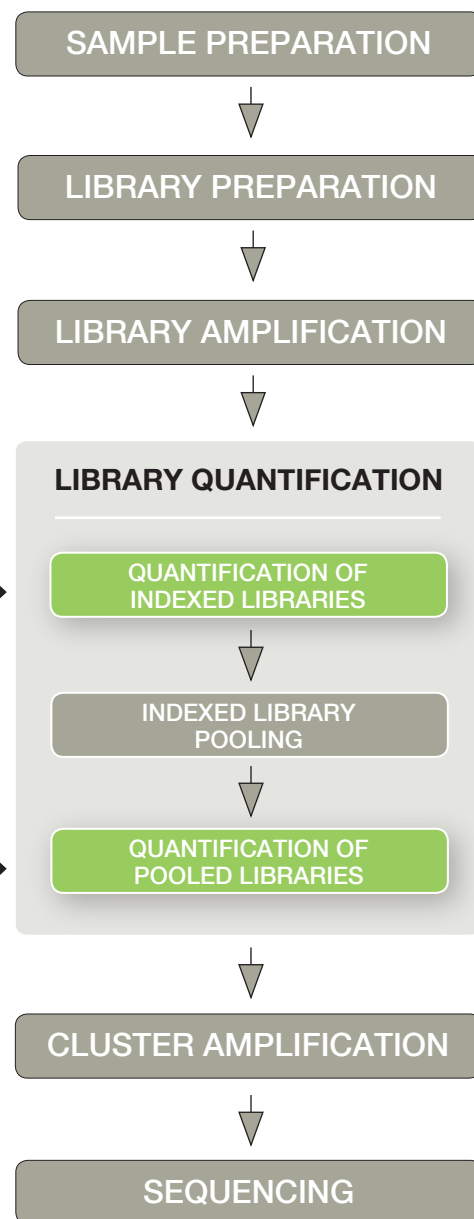 SAMPLE PREPARATION
LIBRARY PREPARATION
LIBRARY AMPLIFICATION
LIBRARY QUANTIFICATION
QUANTIFICATION OF
INDEXED LIBRARIES
INDEXED LIBRARY
POOLING
QUANTIFICATION OF
POOLED LIBRARIES
CLUSTER AMPLIFICATION
SEQUENCING